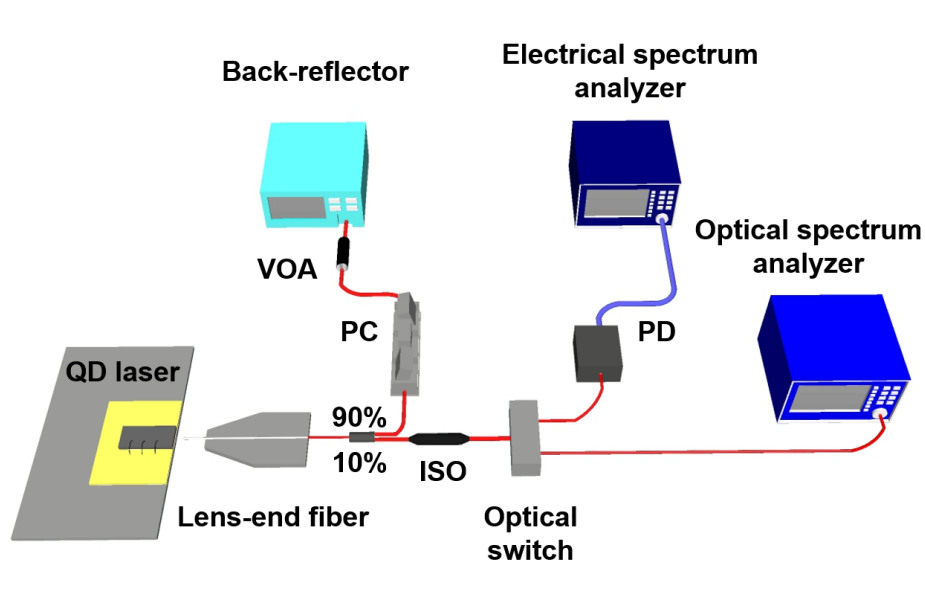 Back-reflector
Electrical spectrum
analyzer
Optical spectrum
analyzer
VOA
PC
PD
QD laser
90%
10%
ISO
Lens-end fiber
Optical
switch